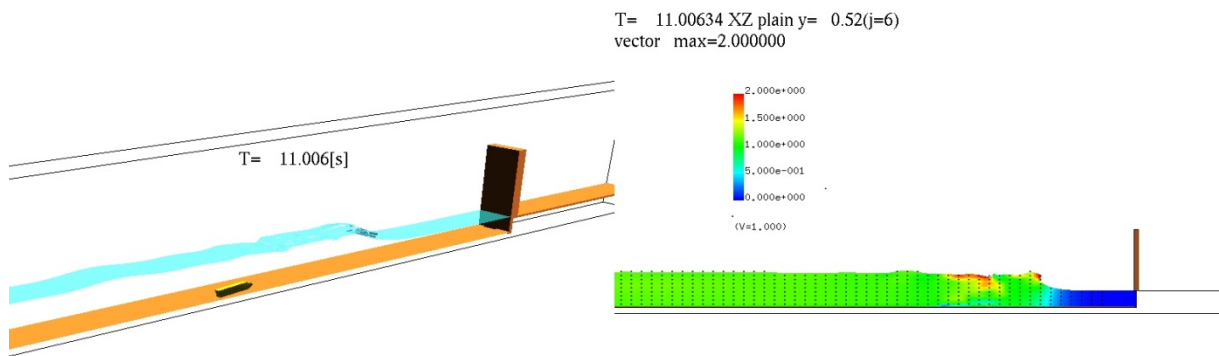 T= 11.00634 XZ plain y= 0.52(j=6)
vector max=2.000000
2.000e+000
1.500e+000
1.000e+000
5.000e-001
0.000e+000
(V=1.000)
T= 11.006[s]